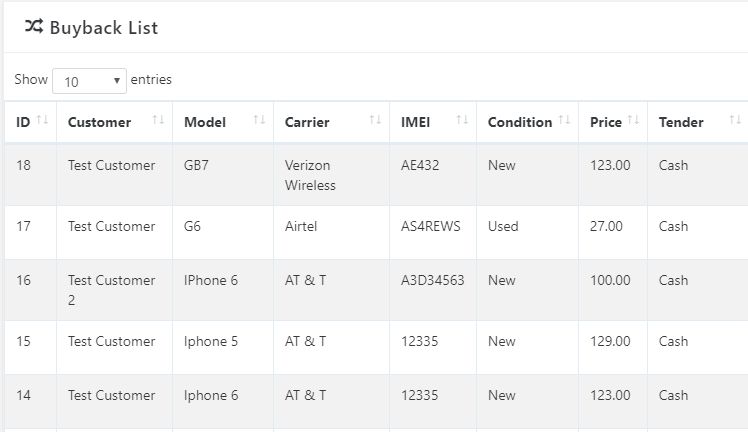 Buyback List
Show 10 entries
ID Customer Model Carrier IMEI Condition Price Tender
18 Test Customer GB7 Verizon Wireless AE432 New 123.00 Cash
17 Test Customer G6 Airtel AS4REWS Used 27.00 Cash
16 Test Customer 2 IPhone 6 AT & T A3D34563 New 100.00 Cash
15 Test Customer Iphone 5 AT & T 12335 New 129.00 Cash
14 Test Customer Iphone 6 AT & T 12335 New 123.00 Cash